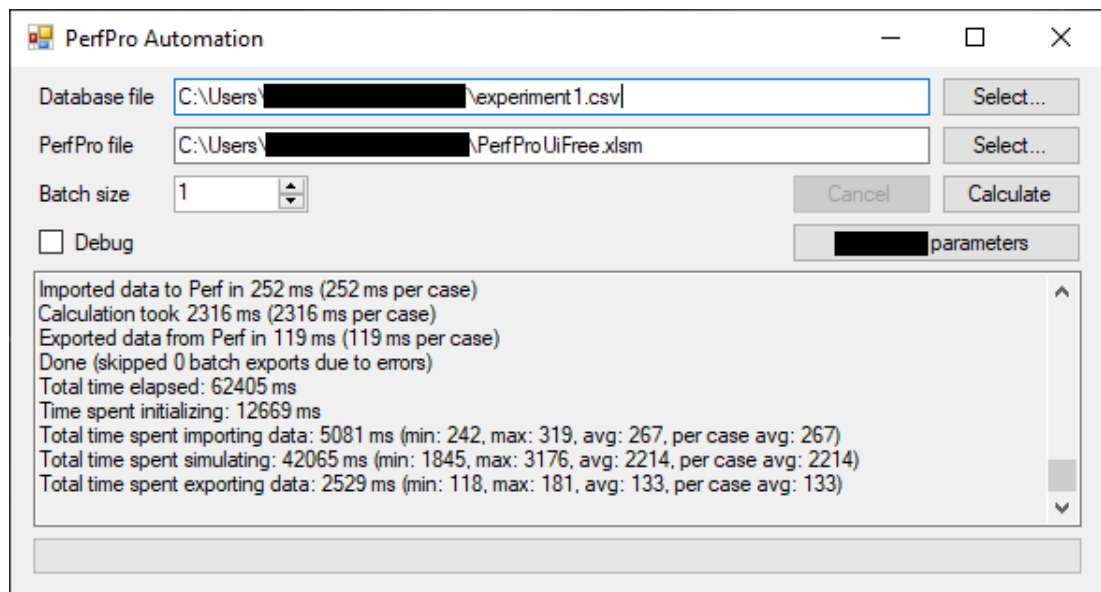 PerfPro Automation
Database file C:\Users\ \experiment1.csv Select...
PerfPro file C:\Users\ \PerfProUiFree.xlsm Select...
Batch size 1 Cancel Calculate
Debug parameters
Imported data to Perf in 252 ms (252 ms per case)
Calculation took 2316 ms (2316 ms per case)
Exported data from Perf in 119 ms (119 ms per case)
Done (skipped 0 batch exports due to errors)
Total time elapsed: 62405 ms
Time spent initializing: 12669 ms
Total time spent importing data: 5081 ms (min: 242, max: 319, avg: 267, per case avg: 267)
Total time spent simulating: 42065 ms (min: 1845, max: 3176, avg: 2214, per case avg: 2214)
Total time spent exporting data: 2529 ms (min: 118, max: 181, avg: 133, per case avg: 133)